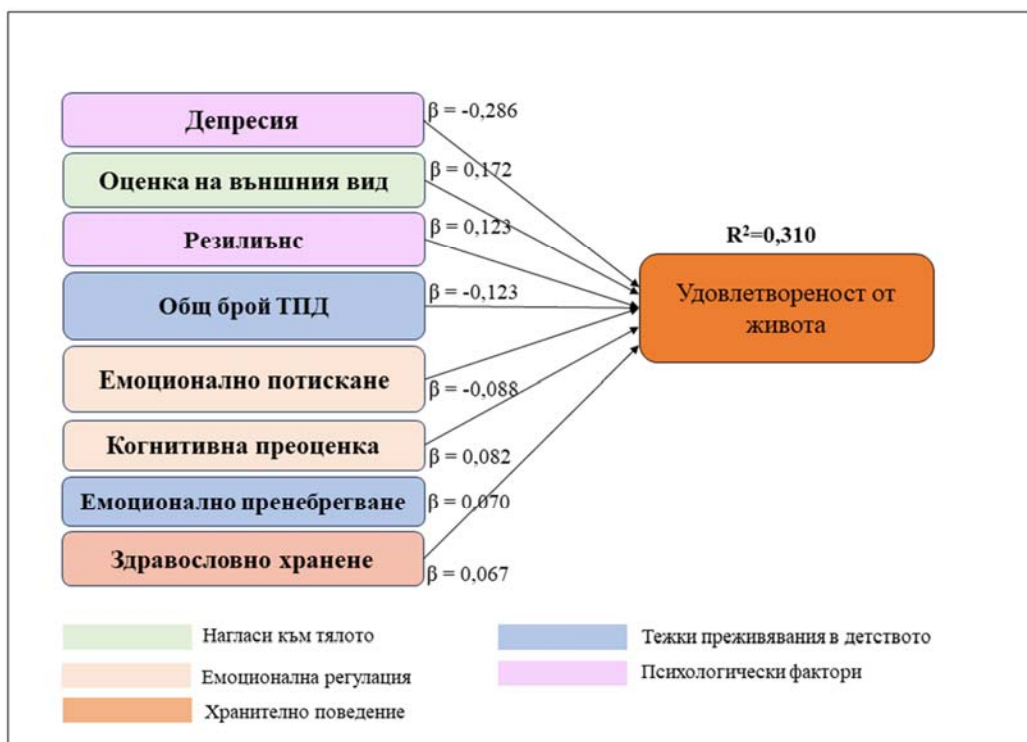 Депресия
β = -0,286
Оценка на външния вид
β = 0,172
Резилиънс
β = 0,123
Общ брой ТПД
β = -0,123
Емоционално потискане
β = -0,088
Когнитивна преоценка
β = 0,082
Емоционално пренебрегване
β = 0,070
Здравословно хранене
β = 0,067
R²=0,310
Удовлетвореност от
живота
Нагласи към тялото
Емоционална регулация
Хранително поведение
Тежки преживявания в детството
Психологически фактори